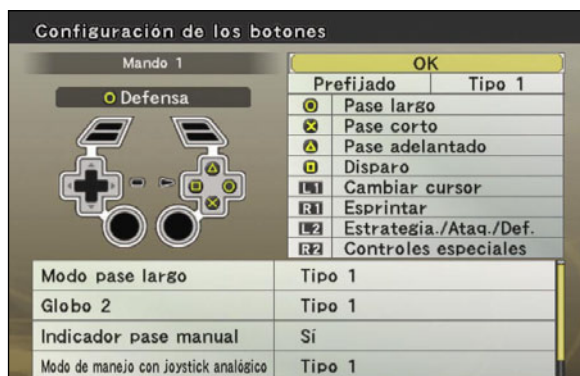 Configuración de los botones
Mando 1
Defensa
OK
Prefijado Tipo 1
Pase largo
Pase corto
Pase adelantado
Disparo
L1 Cambiar cursor
R1 Esprintar
L2 Estrategia./Ataq./Def.
R2 Controles especiales
Modo pase largo Tipo 1
Globo 2 Tipo 1
Indicador pase manual Sí
Modo de manejo con joystick analógico Tipo 1